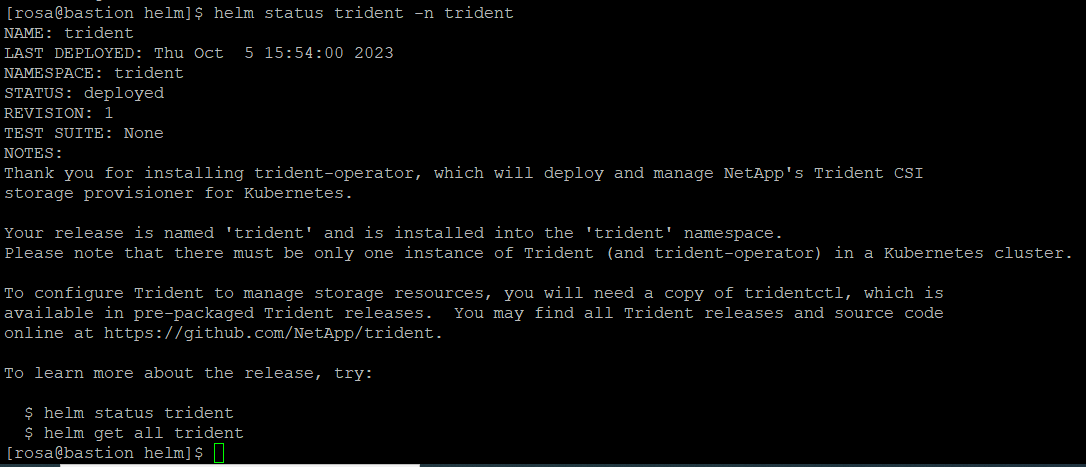 [rosa@bastion helm]$ helm status trident -n trident
NAME: trident
LAST DEPLOYED: Thu Oct  5 15:54:00 2023
NAMESPACE: trident
STATUS: deployed
REVISION: 1
TEST SUITE: None
NOTES:
Thank you for installing trident-operator, which will deploy and manage NetApp's Trident CSI
storage provisioner for Kubernetes.

Your release is named 'trident' and is installed into the 'trident' namespace.
Please note that there must be only one instance of Trident (and trident-operator) in a Kubernetes cluster.

To configure Trident to manage storage resources, you will need a copy of tridentctl, which is
available in pre-packaged Trident releases.  You may find all Trident releases and source code
online at https://github.com/NetApp/trident.

To learn more about the release, try:

  $ helm status trident
  $ helm get all trident
[rosa@bastion helm]$